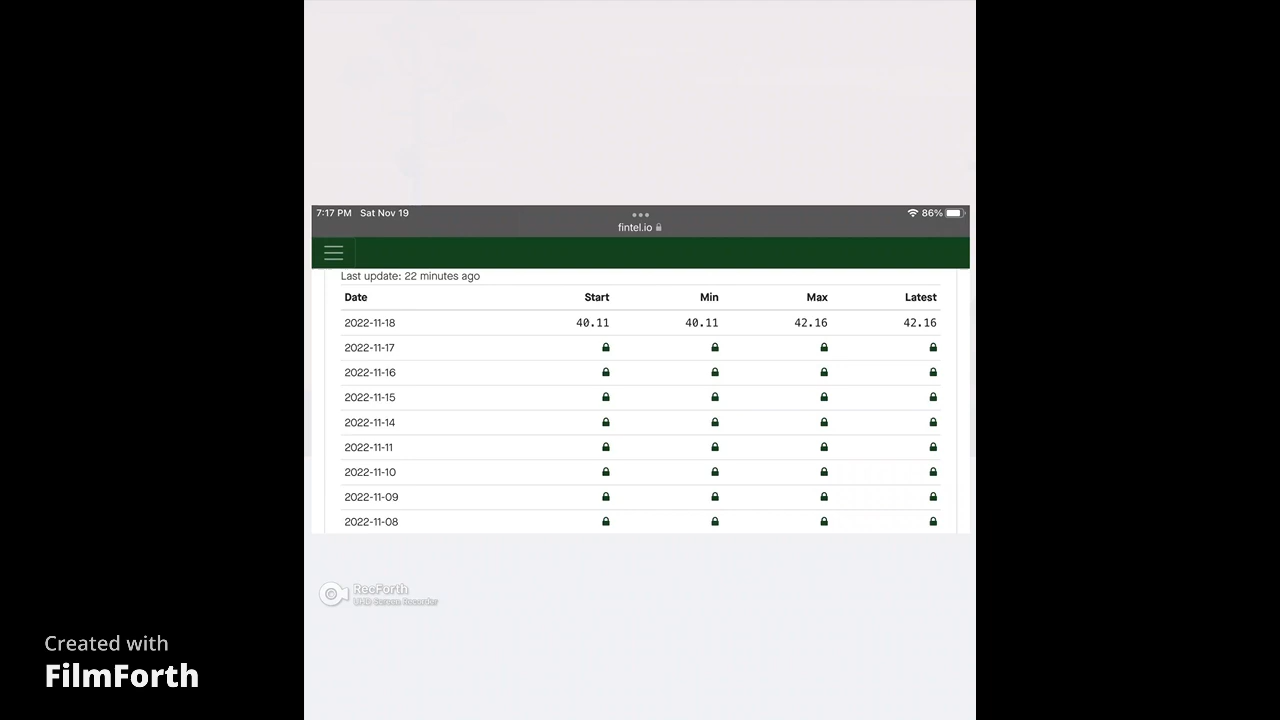 7:17 PM Sat Nov 19 86%
fintel.io
Last update: 22 minutes ago
Date Start Min Max Latest
2022-11-18 40.11 40.11 42.16 42.16
2022-11-17
2022-11-16
2022-11-15
2022-11-14
2022-11-11
2022-11-10
2022-11-09
2022-11-08
RecForth
UHD Screen Recorder
Created with
FilmForth